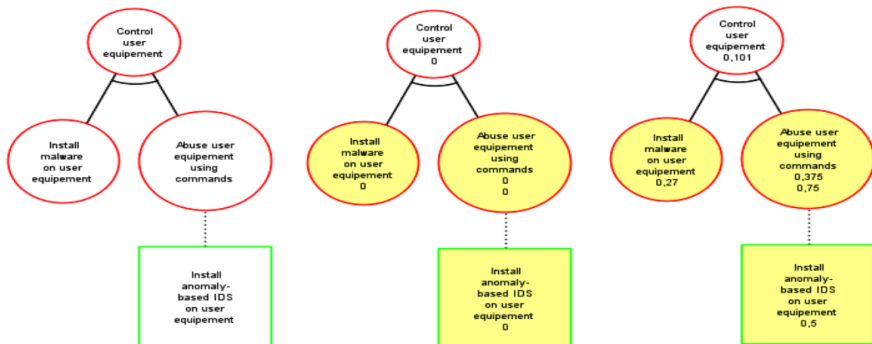 Control
user
equipement
Install
malware
on user
equipement
Abuse user
equipement
using
commands
Install
anomaly-
based IDS
on user
equipement
Control
user
equipement
0
Install
malware
on user
equipement
0
Abuse user
equipement
using
commands
0
0
Install
anomaly-
based IDS
on user
equipement
0
Control
user
equipement
0,101
Install
malware
on user
equipement
0,27
Abuse user
equipement
using
commands
0,375
0,75
Install
anomaly-
based IDS
on user
equipement
0,5